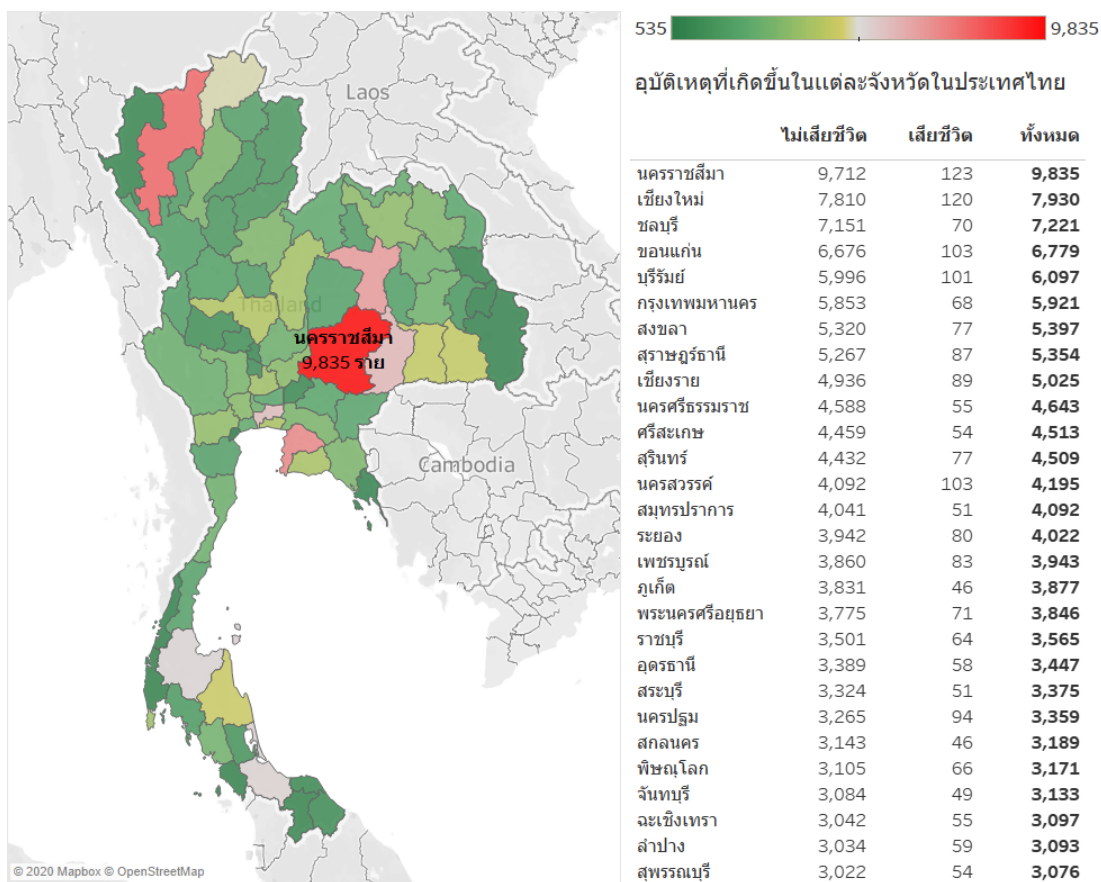 Laos
Thailand
นครราชสีมา
9,835 ราย
Cambodia
© 2020 Mapbox © OpenStreetMap
535 9,835
อุบัติเหตุที่เกิดขึ้นในแต่ละจังหวัดในประเทศไทย
ไม่เสียชีวิต เสียชีวิต ทั้งหมด
นครราชสีมา 9,712 123 9,835
เชียงใหม่ 7,810 120 7,930
ชลบุรี 7,151 70 7,221
ขอนแก่น 6,676 103 6,779
บุรีรัมย์ 5,996 101 6,097
กรุงเทพมหานคร 5,853 68 5,921
สงขลา 5,320 77 5,397
สุราษฎร์ธานี 5,267 87 5,354
เชียงราย 4,936 89 5,025
นครศรีธรรมราช 4,588 55 4,643
ศรีสะเกษ 4,459 54 4,513
สุรินทร์ 4,432 77 4,509
นครสวรรค์ 4,092 103 4,195
สมุทรปราการ 4,041 51 4,092
ระยอง 3,942 80 4,022
เพชรบูรณ์ 3,860 83 3,943
ภูเก็ต 3,831 46 3,877
พระนครศรีอยุธยา 3,775 71 3,846
ราชบุรี 3,501 64 3,565
อุดรธานี 3,389 58 3,447
สระบุรี 3,324 51 3,375
นครปฐม 3,265 94 3,359
สกลนคร 3,143 46 3,189
พิษณุโลก 3,105 66 3,171
จันทบุรี 3,084 49 3,133
ฉะเชิงเทรา 3,042 55 3,097
ลำปาง 3,034 59 3,093
สุพรรณบุรี 3,022 54 3,076